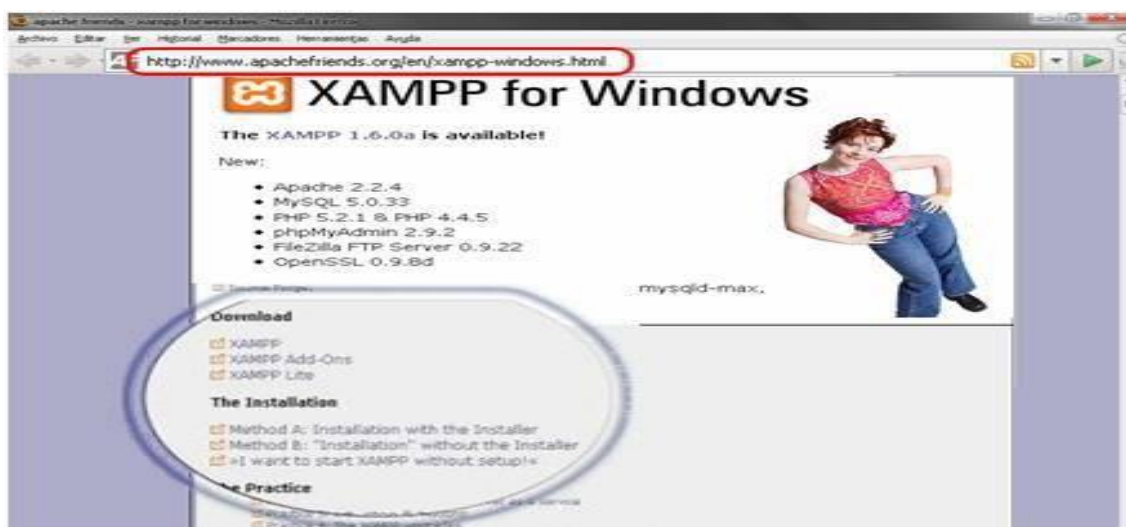 apache friends - xampp for windows - Mozilla Firefox
Archivo Editar Ver Historial Marcadores Herramientas Ayuda
http://www.apachefriends.org/en/xampp-windows.html
XAMPP for Windows
The XAMPP 1.6.0a is available!
New:
• Apache 2.2.4
• MySQL 5.0.33
• PHP 5.2.1 & PHP 4.4.5
• phpMyAdmin 2.9.2
• FileZilla FTP Server 0.9.22
• OpenSSL 0.9.8d
mysqld-max,
Download
XAMPP
XAMPP Add-Ons
XAMPP Lite
The Installation
Method A: Installation with the Installer
Method B: "Installation" without the Installer
»I want to start XAMPP without setup!«
The Practice
as a service